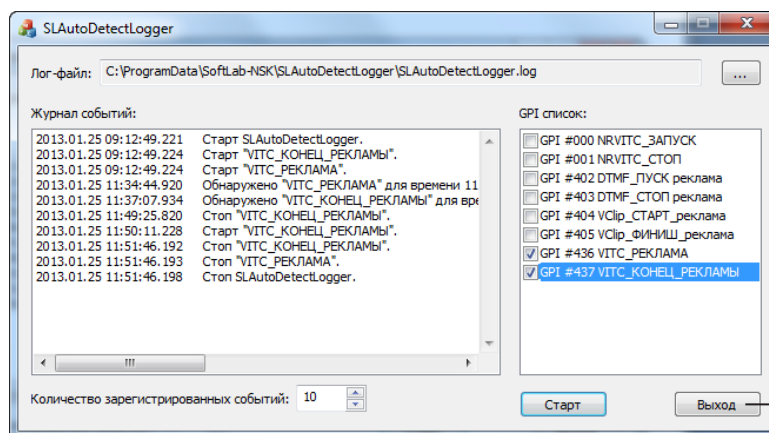 SLAutoDetectLogger
Лог-файл: C:\ProgramData\SoftLab-NSK\SLAutoDetectLogger\SLAutoDetectLogger.log ...
Журнал событий:
2013.01.25 09:12:49.221 Старт SLAutoDetectLogger.
2013.01.25 09:12:49.224 Старт "VITC_КОНЕЦ_РЕКЛАМЫ".
2013.01.25 09:12:49.224 Старт "VITC_РЕКЛАМА".
2013.01.25 11:34:44.920 Обнаружено "VITC_РЕКЛАМА" для времени 11
2013.01.25 11:37:07.934 Обнаружено "VITC_КОНЕЦ_РЕКЛАМЫ" для вре
2013.01.25 11:49:25.820 Стоп "VITC_КОНЕЦ_РЕКЛАМЫ".
2013.01.25 11:50:11.228 Старт "VITC_КОНЕЦ_РЕКЛАМЫ".
2013.01.25 11:51:46.192 Стоп "VITC_КОНЕЦ_РЕКЛАМЫ".
2013.01.25 11:51:46.193 Стоп "VITC_РЕКЛАМА".
2013.01.25 11:51:46.198 Стоп SLAutoDetectLogger.
GPI список:
GPI #000 NRVITC_ЗАПУСК
GPI #001 NRVITC_СТОП
GPI #402 DTMF_ПУСК реклама
GPI #403 DTMF_СТОП реклама
GPI #404 VClip_СТАРТ_реклама
GPI #405 VClip_ФИНИШ_реклама
GPI #436 VITC_РЕКЛАМА
GPI #437 VITC_КОНЕЦ_РЕКЛАМЫ
Количество зарегистрированных событий: 10
Старт
Выход